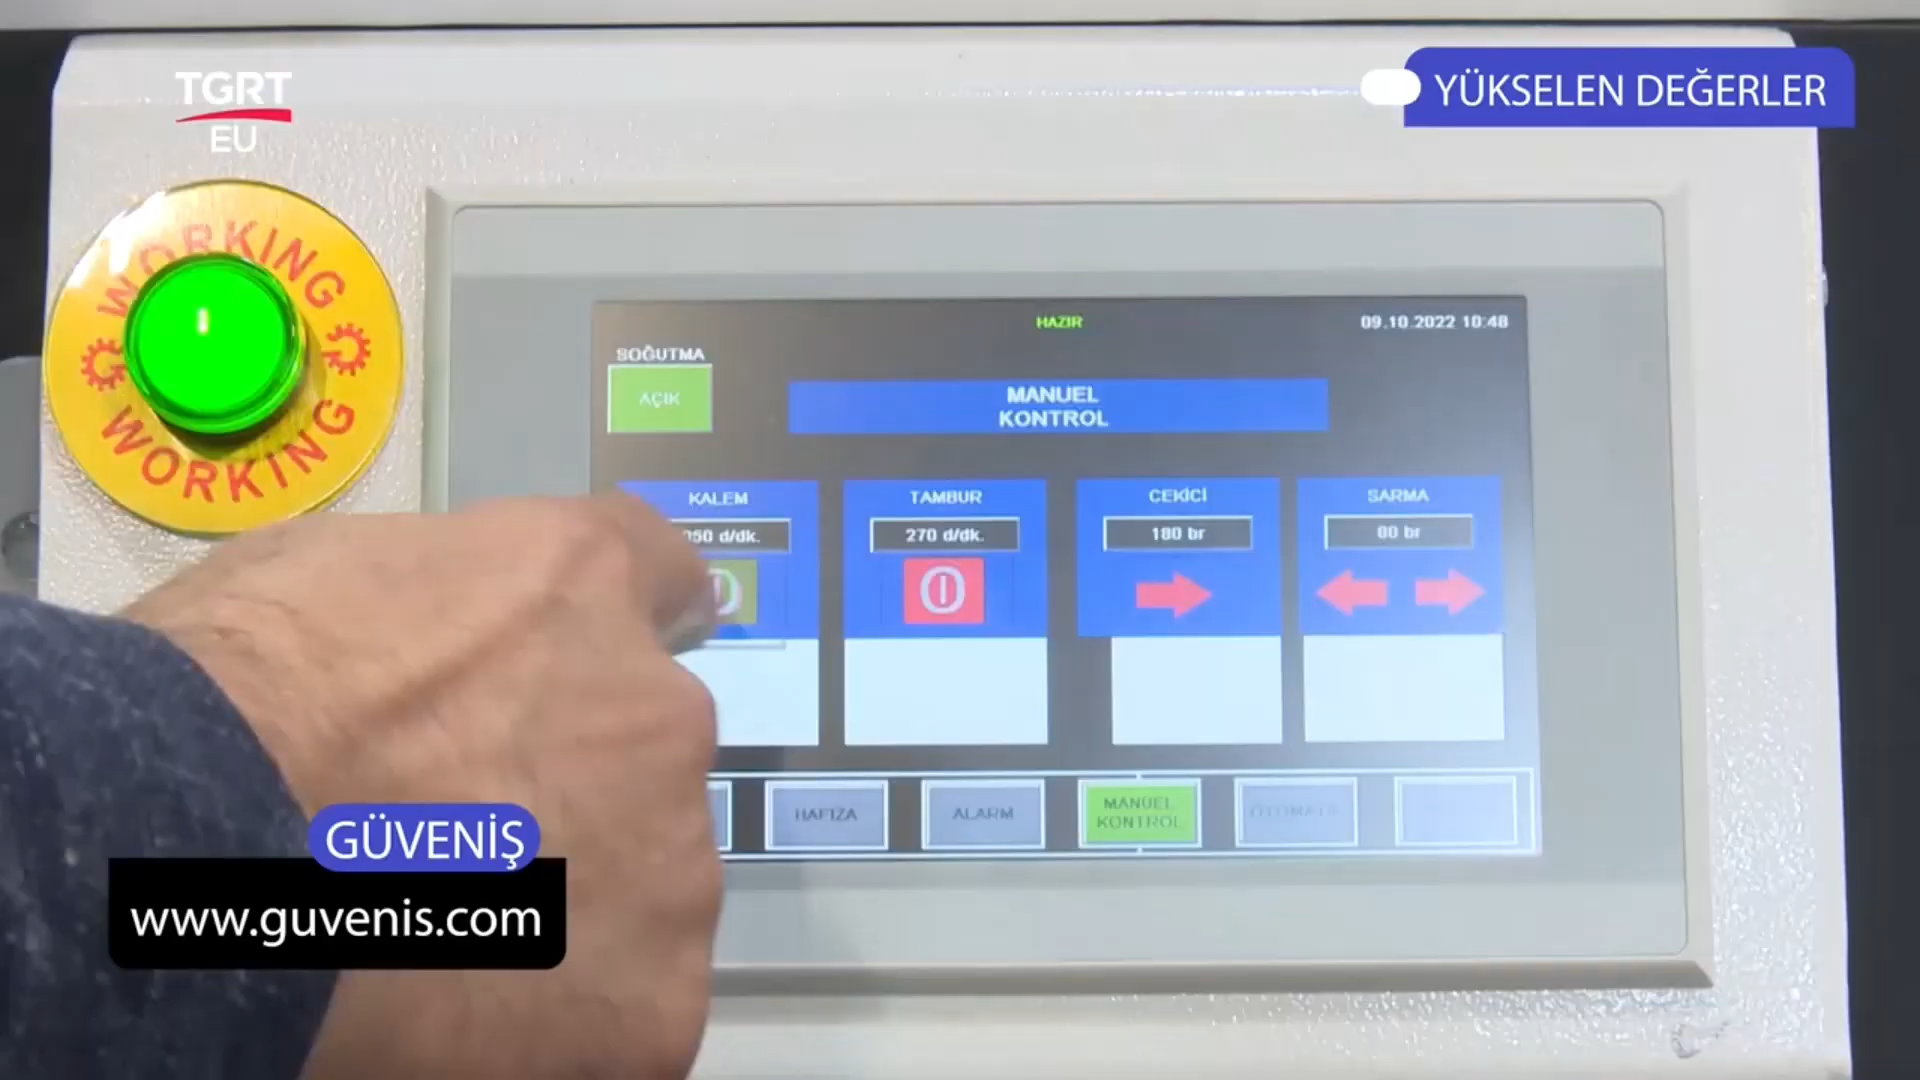 TGRT
EU
YÜKSELEN DEĞERLER
WORKING
WORKING
HAZIR
09.10.2022 10:48
SOĞUTMA
AÇIK
MANUEL
KONTROL
KALEM
TAMBUR
CEKİCİ
SARMA
d/dk.
270 d/dk.
180 br
80 br
HAFIZA
ALARM
MANUEL
KONTROL
GÜVENİŞ
www.guvenis.com